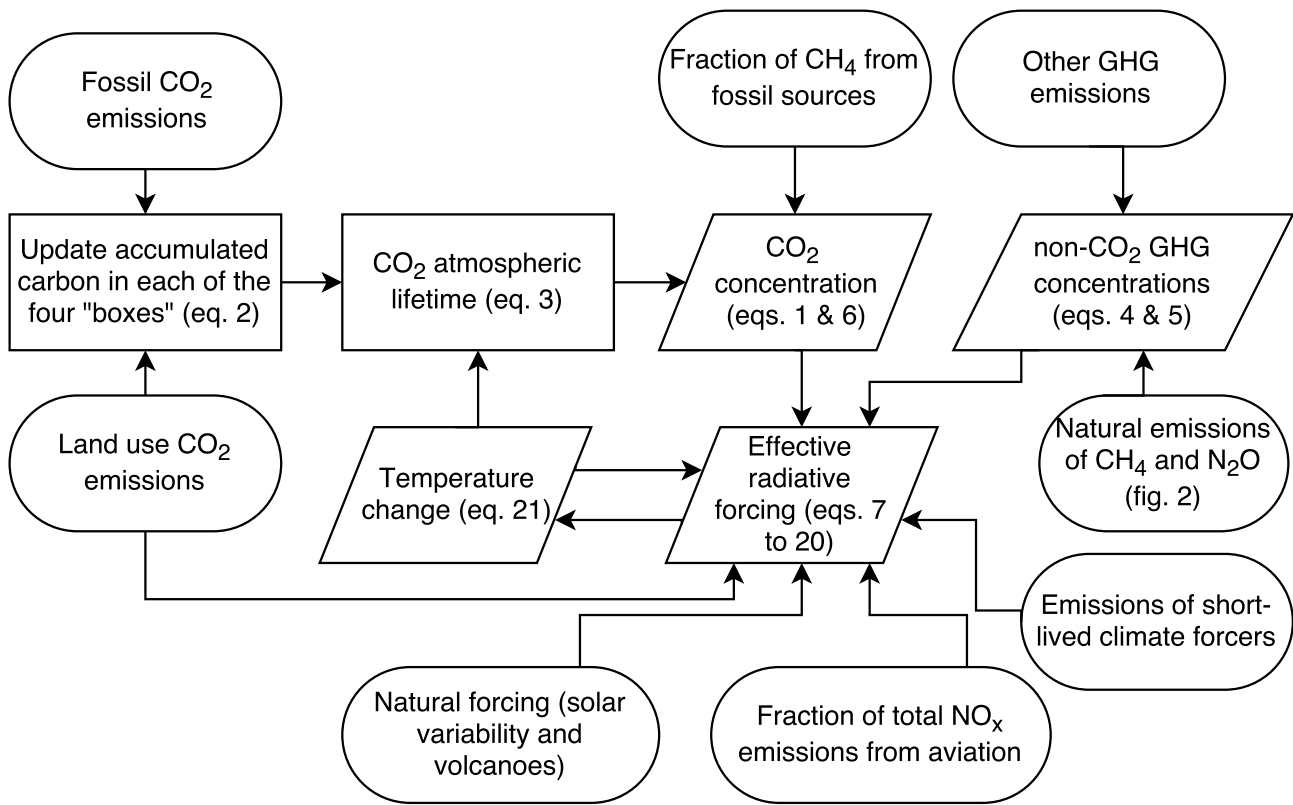 Fossil CO2
emissions
Fraction of CH4 from
fossil sources
Other GHG
emissions
Update accumulated
carbon in each of the
four "boxes" (eq. 2)
CO2 atmospheric
lifetime (eq. 3)
CO2
concentration
(eqs. 1 & 6)
non-CO2 GHG
concentrations
(eqs. 4 & 5)
Land use CO2
emissions
Temperature
change (eq. 21)
Effective
radiative
forcing (eqs. 7
to 20)
Natural emissions
of CH4 and N2O
(fig. 2)
Emissions of short-
lived climate forcers
Natural forcing (solar
variability and
volcanoes)
Fraction of total NOx
emissions from aviation